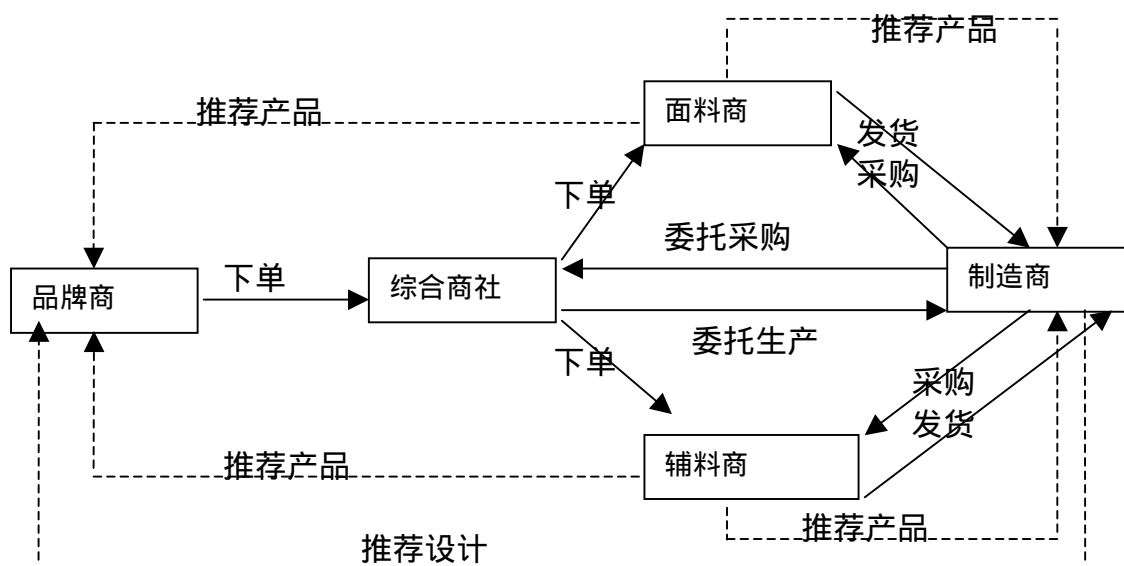 推荐产品
推荐产品
面料商
发货
采购
下单
委托采购
品牌商
下单
综合商社
制造商
委托生产
下单
采购
发货
推荐产品
辅料商
推荐产品
推荐设计